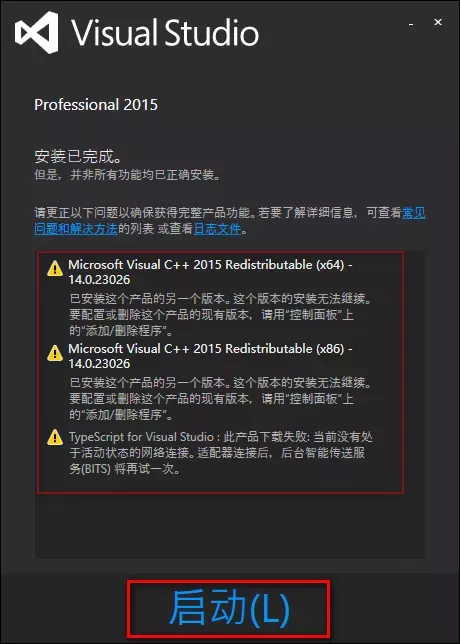 Visual Studio
Professional 2015
安装已完成。
但是，并非所有功能均已正确安装。
请更正以下问题以确保获得完整产品功能。若要了解详细信息，可查看常见
问题和解决方法的列表 或查看日志文件。
Microsoft Visual C++ 2015 Redistributable (x64) -
14.0.23026
已安装这个产品的另一个版本。这个版本的安装无法继续。
要配置或删除这个产品的现有版本，请用“控制面板”上
的“添加/删除程序”。
Microsoft Visual C++ 2015 Redistributable (x86) -
14.0.23026
已安装这个产品的另一个版本。这个版本的安装无法继续。
要配置或删除这个产品的现有版本，请用“控制面板”上
的“添加/删除程序”。
TypeScript for Visual Studio : 此产品下载失败: 当前没有处
于活动状态的网络连接。适配器连接后，后台智能传送服
务(BITS) 将再试一次。
启动(L)